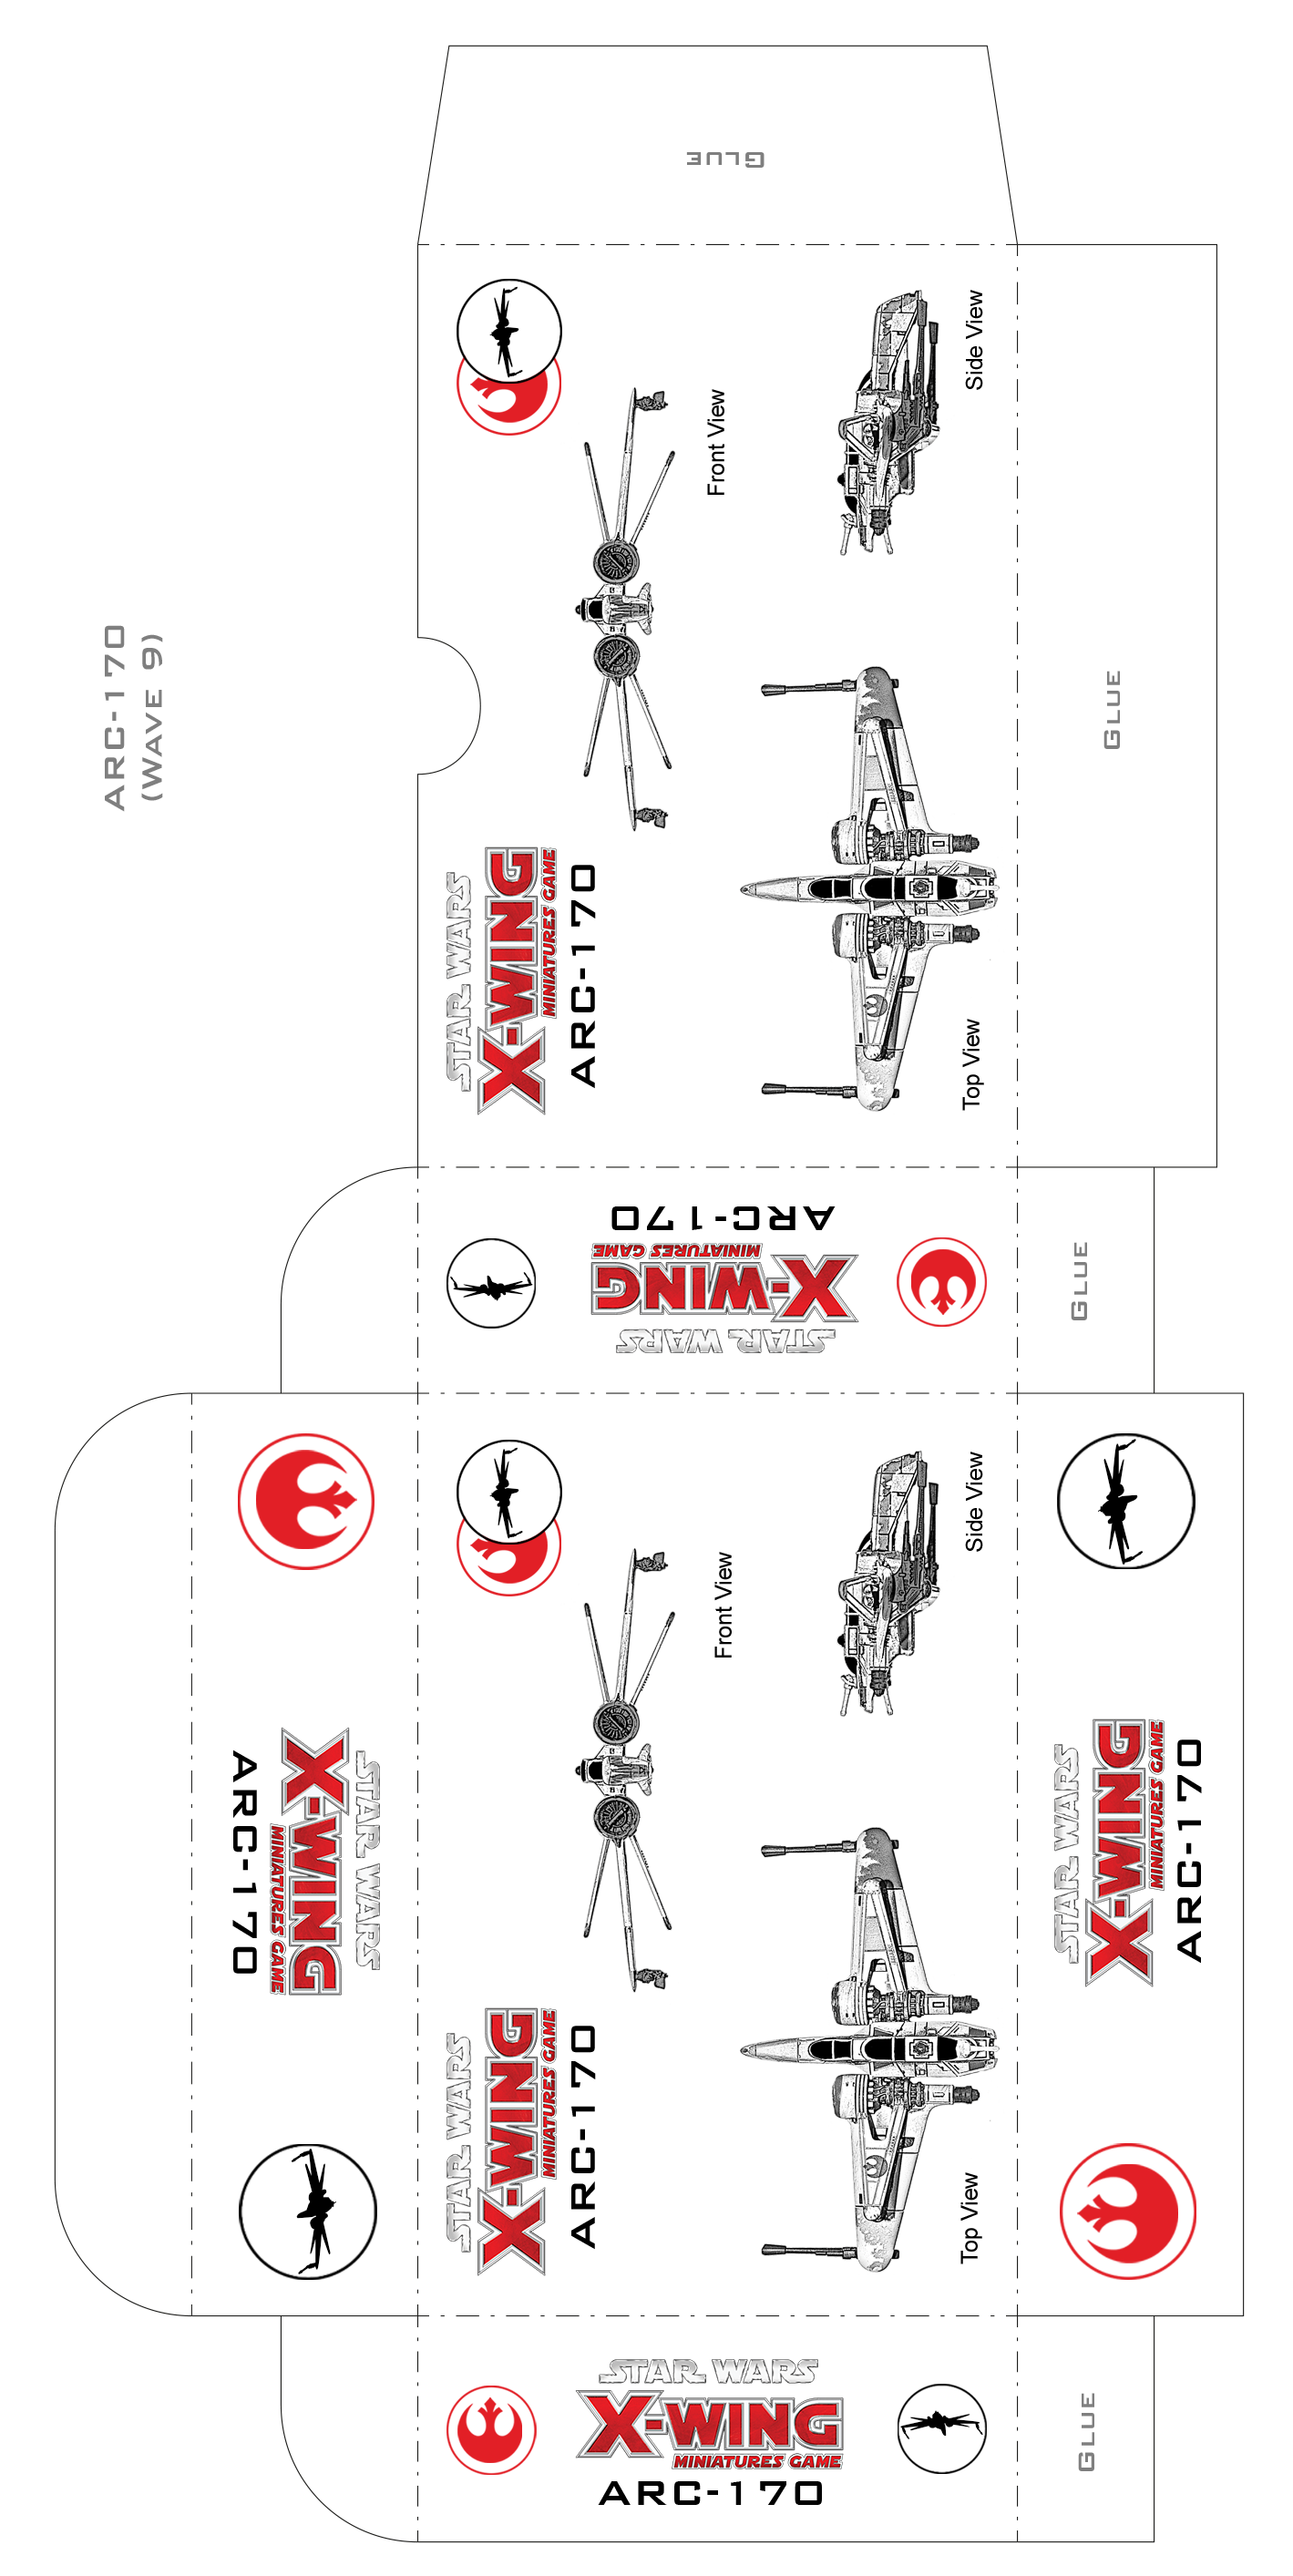 GLUE
ARC-170
(WAVE 9)
Front View
Side View
STAR WARS
X-WING
MINIATURES GAME
ARC-170
Top View
GLUE
ARC-170
MINIATURES GAME
X-WING
STAR WARS
GLUE
STAR WARS
X-WING
MINIATURES GAME
ARC-170
Front View
Side View
STAR WARS
X-WING
MINIATURES GAME
ARC-170
Top View
STAR WARS
X-WING
MINIATURES GAME
ARC-170
STAR WARS
X-WING
MINIATURES GAME
ARC-170
GLUE